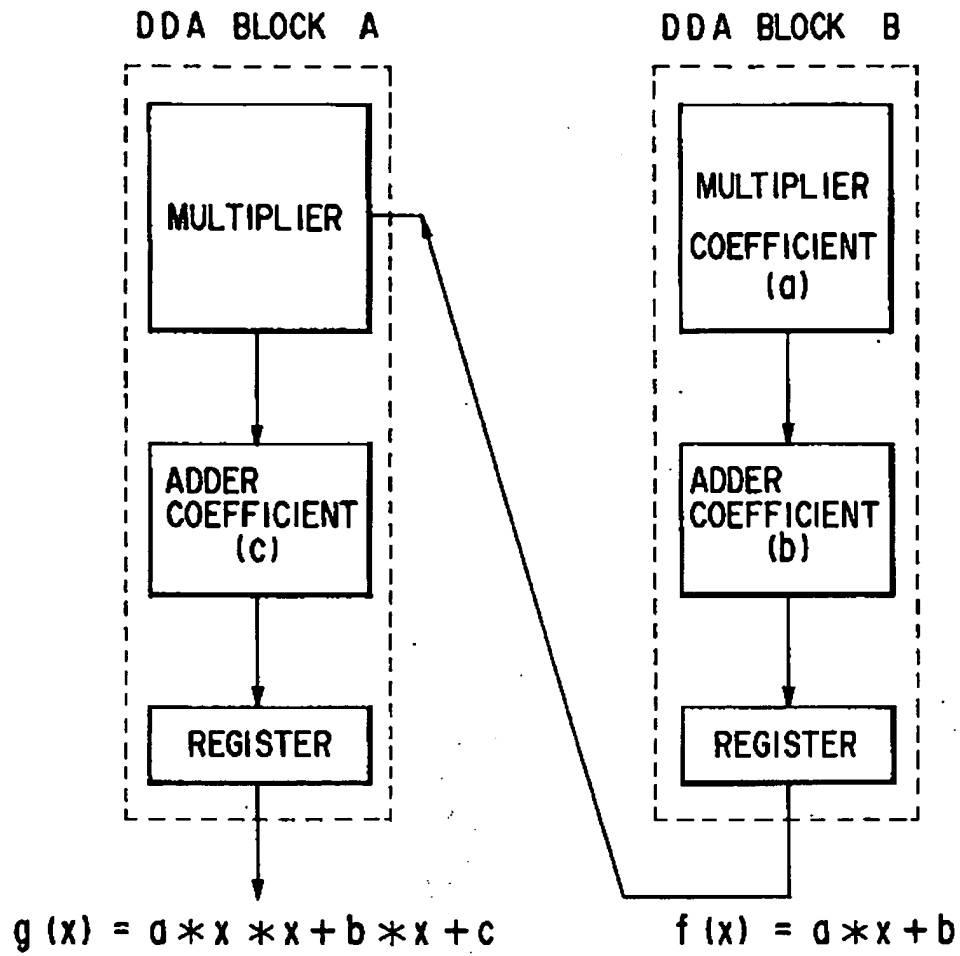 DDA BLOCK A
MULTIPLIER
ADDER
COEFFICIENT
(c)
REGISTER
g (x) = a * x * x + b * x + c
DDA BLOCK B
MULTIPLIER
COEFFICIENT
(a)
ADDER
COEFFICIENT
(b)
REGISTER
f (x) = a * x + b